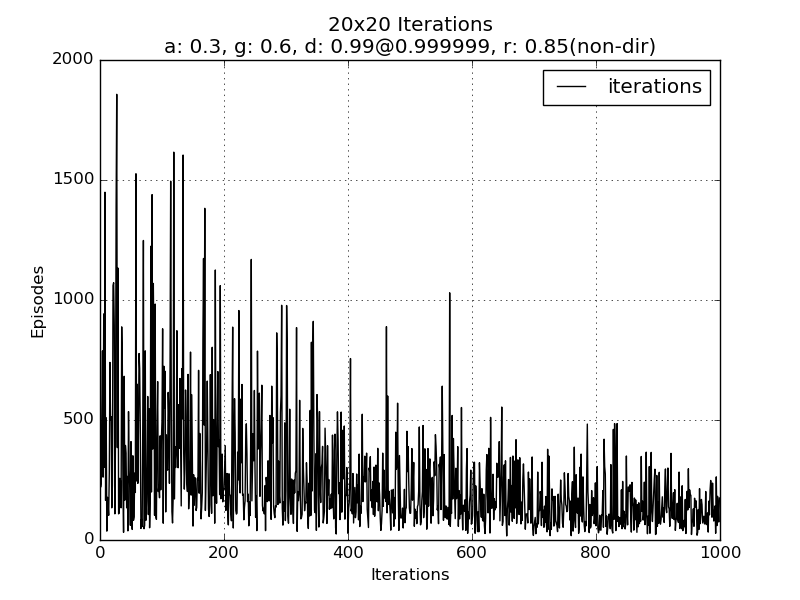 20x20 Iterations
a: 0.3, g: 0.6, d: 0.99@0.999999, r: 0.85(non-dir)
iterations
2000
1500
1000
500
0
Episodes
0 200 400 600 800 1000
Iterations